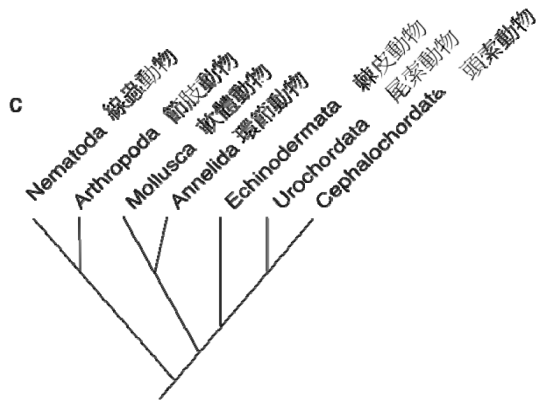 C
Nematoda 線蟲動物
Arthropoda 節肢動物
Mollusca 軟體動物
Annelida 環節動物
Echinodermata 棘皮動物
Urochordata 尾索動物
Cephalochordata 頭索動物